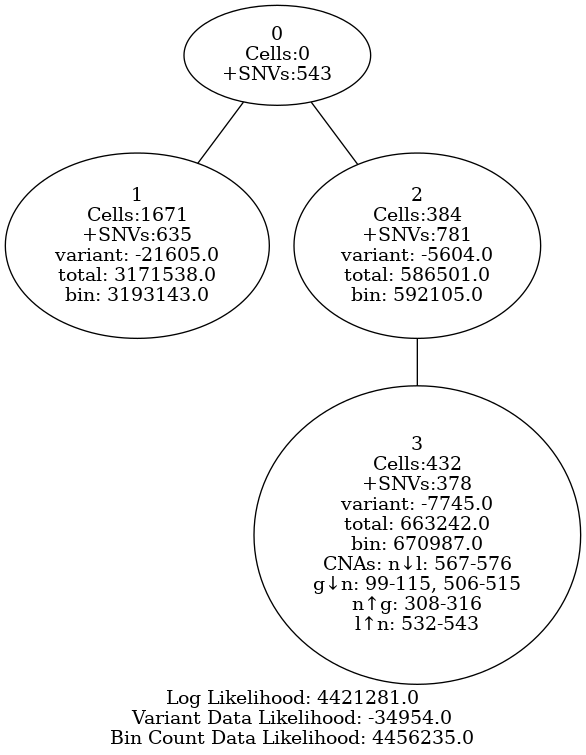 0
Cells:0
+SNVs:543
1
Cells:1671
+SNVs:635
variant: -21605.0
total: 3171538.0
bin: 3193143.0
2
Cells:384
+SNVs:781
variant: -5604.0
total: 586501.0
bin: 592105.0
3
Cells:432
+SNVs:378
variant: -7745.0
total: 663242.0
bin: 670987.0
CNAs: n↓l: 567-576
g↓n: 99-115, 506-515
n↑g: 308-316
l↑n: 532-543
Log Likelihood: 4421281.0
Variant Data Likelihood: -34954.0
Bin Count Data Likelihood: 4456235.0